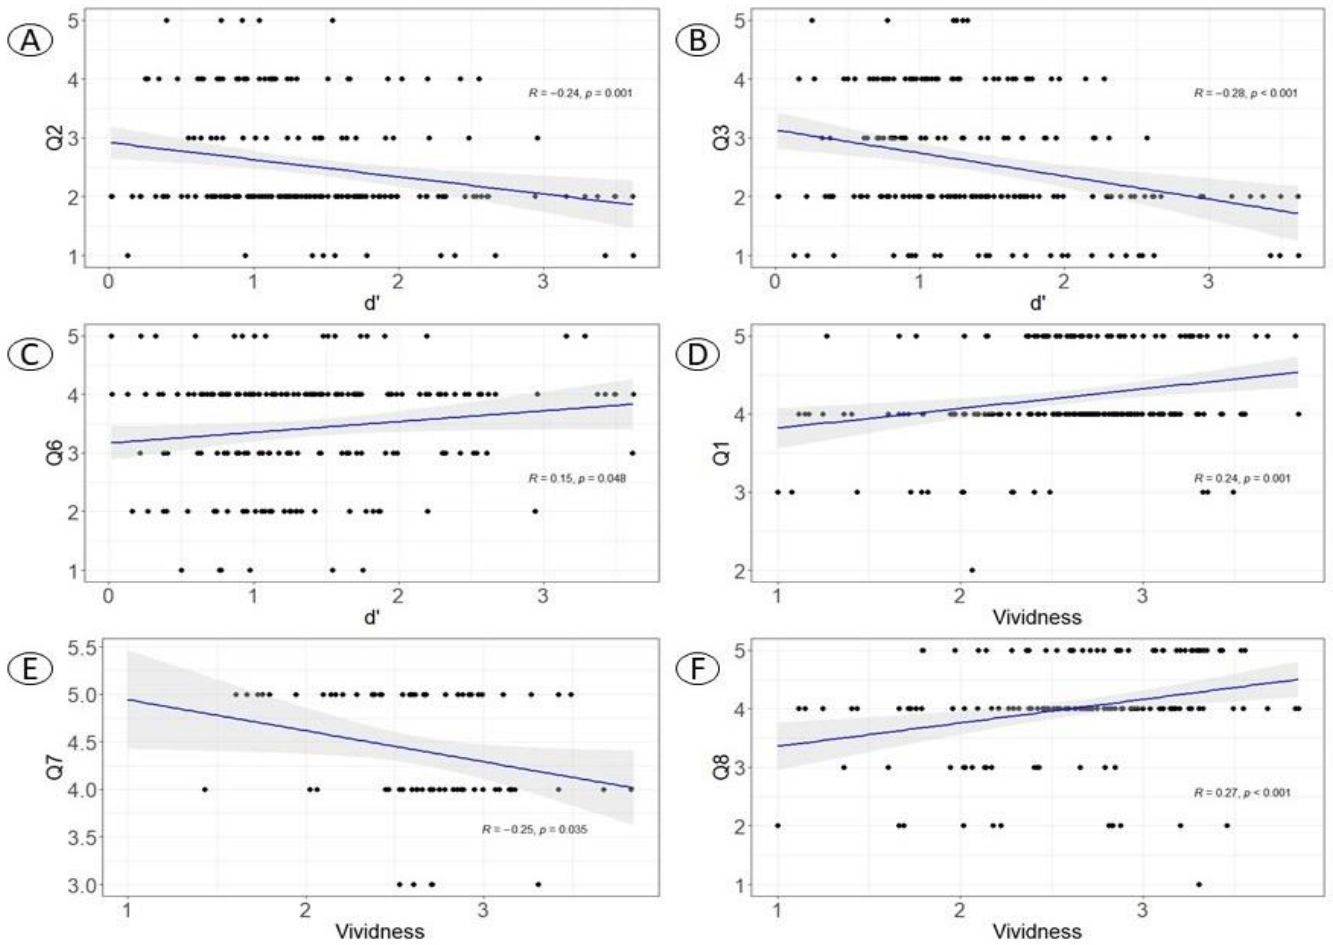 A
5
4
3
2
1
Q2
R = −0.24, p = 0.001
0 1 2 3
d'
B
5
4
3
2
1
Q3
R = −0.28, p < 0.001
0 1 2 3
d'
C
5
4
3
2
1
Q6
R = 0.15, p = 0.048
0 1 2 3
d'
D
5
4
3
2
Q1
R = 0.24, p = 0.001
1 2 3
Vividness
E
5.5
5.0
4.5
4.0
3.5
3.0
Q7
R = −0.25, p = 0.035
1 2 3
Vividness
F
5
4
3
2
1
Q8
R = 0.27, p < 0.001
1 2 3
Vividness